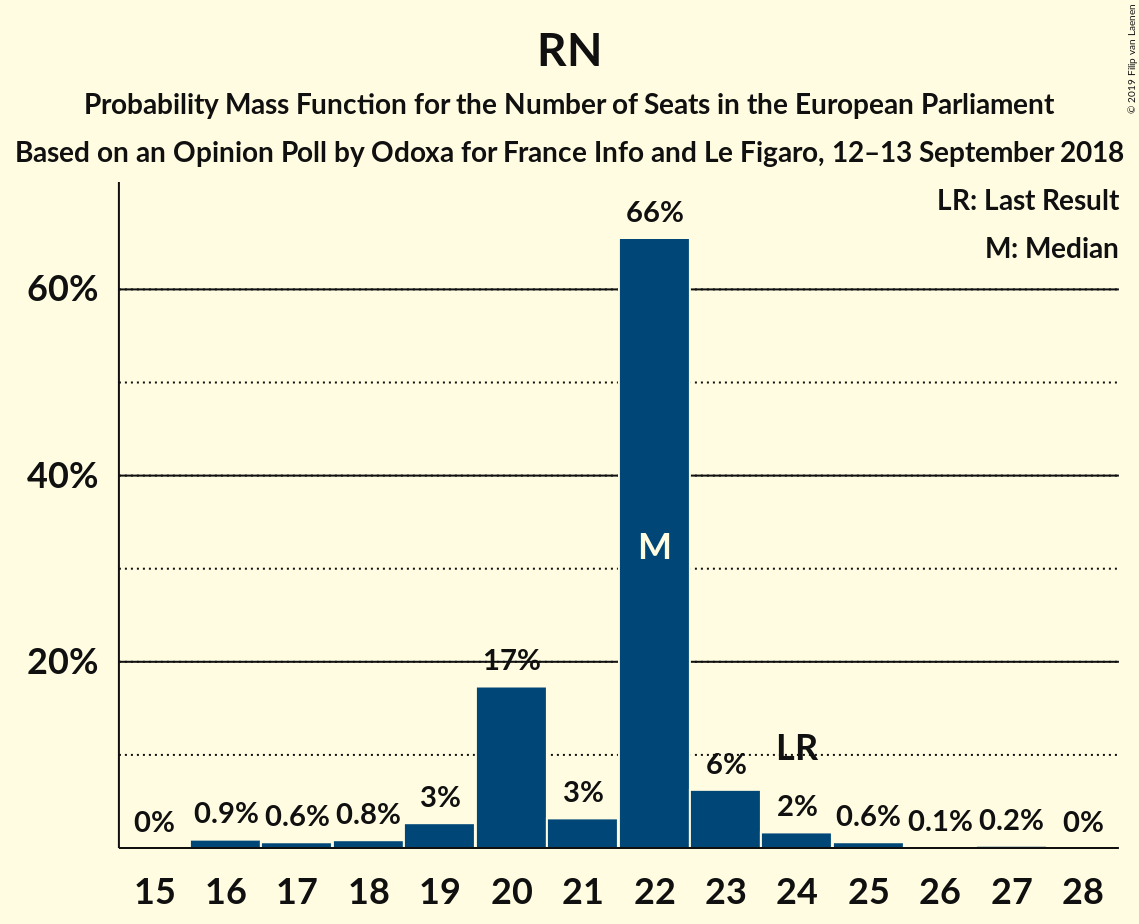 RN
Probability Mass Function for the Number of Seats in the European Parliament
Based on an Opinion Poll by Odoxa for France Info and Le Figaro, 12–13 September 2018
© 2019 Filip van Laenen
LR: Last Result
M: Median
66%
60%
40%
M
20%
17%
LR
6%
3%
3%
2%
0%
0.9%
0.6%
0.8%
0.6%
0.1%
0.2%
0%
15 16 17 18 19 20 21 22 23 24 25 26 27 28